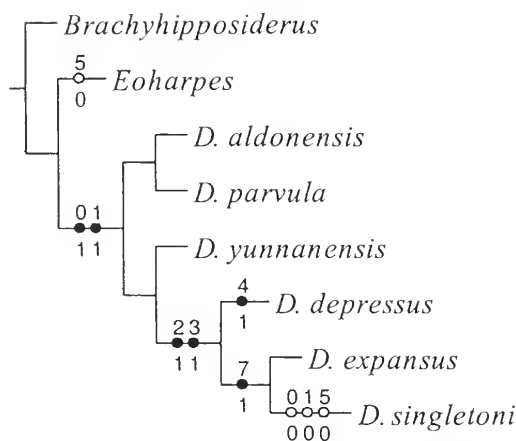 Brachyhipposiderus
5
Eoharpes
0
D. aldonensis
0 1
D. parvula
1 1
D. yunnanensis
4
2 3
D. depressus
1
1 1
7
D. expansus
1
0 1 5
D. singletoni
0 0 0